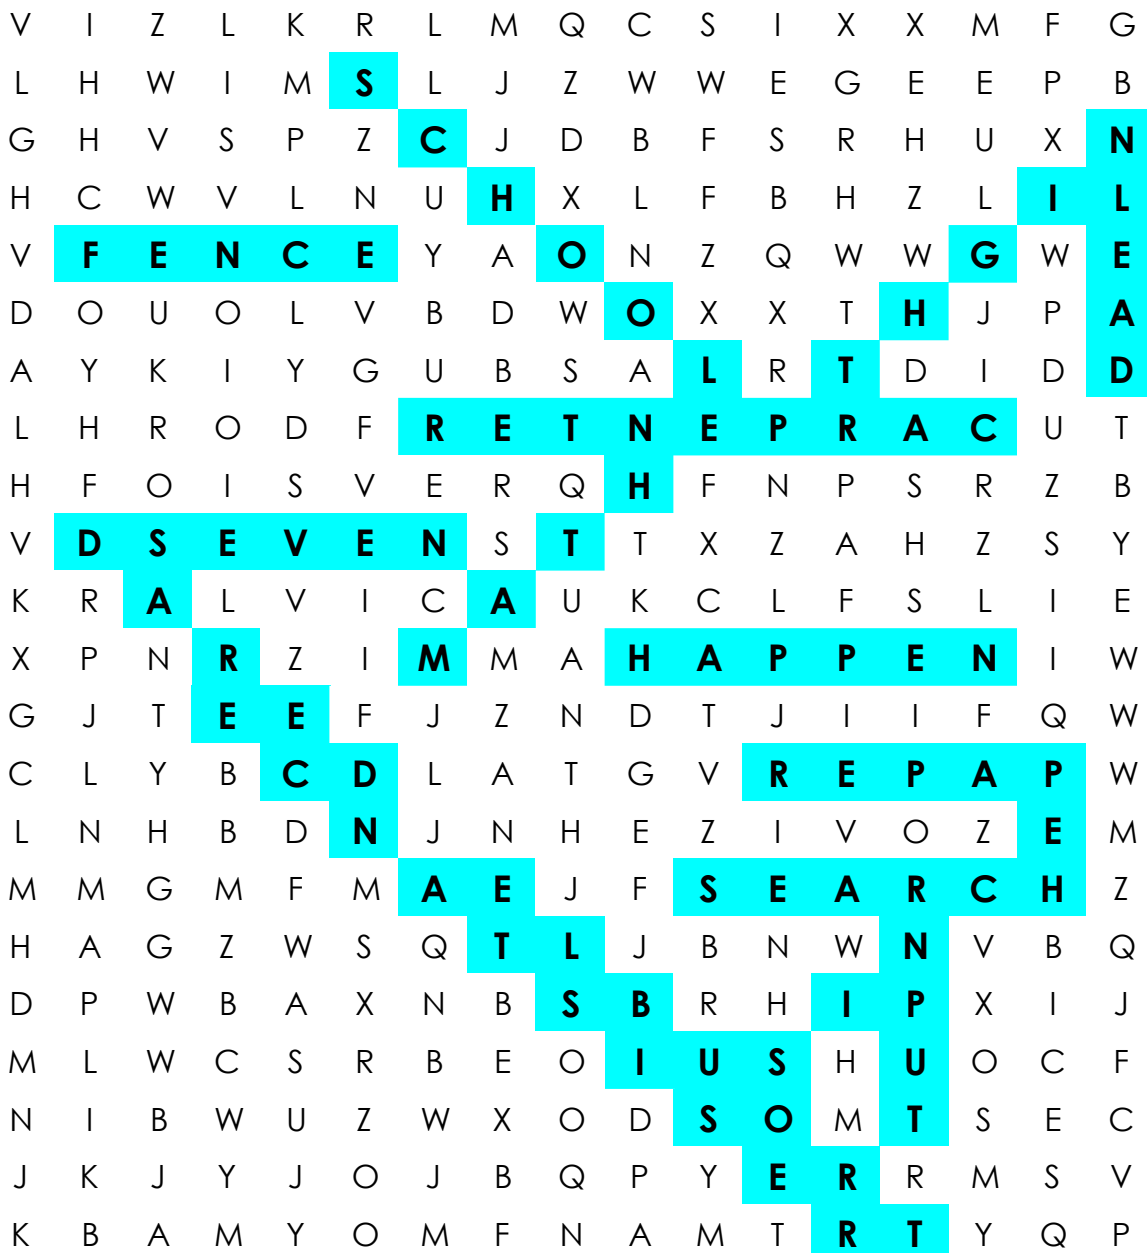 V I Z L K R L M Q C S I X X M F G
L H W I M S L J Z W W E G E E P B
G H V S P Z C J D B F S R H U X N
H C W V L N U H X L F B H Z L I L
V F E N C E Y A O N Z Q W W G W E
D O U O L V B D W O X X T H J P A
A Y K I Y G U B S A L R T D I D D
L H R O D F R E T N E P R A C U T
H F O I S V E R Q H F N P S R Z B
V D S E V E N S T T X Z A H Z S Y
K R A L V I C A U K C L F S L I E
X P N R Z I M M A H A P P E N I W
G J T E E F J Z N D T J I I F Q W
C L Y B C D L A T G V R E P A P W
L N H B D N J N H E Z I V O Z E M
M M G M F M A E J F S E A R C H Z
H A G Z W S Q T L J B N W N V B Q
D P W B A X N B S B R H I P X I J
M L W C S R B E O I U S H U O C F
N I B W U Z W X O D S O M T S E C
J K J Y J O J B Q P Y E R R M S V
K B A M Y O M F N A M T R T Y Q P